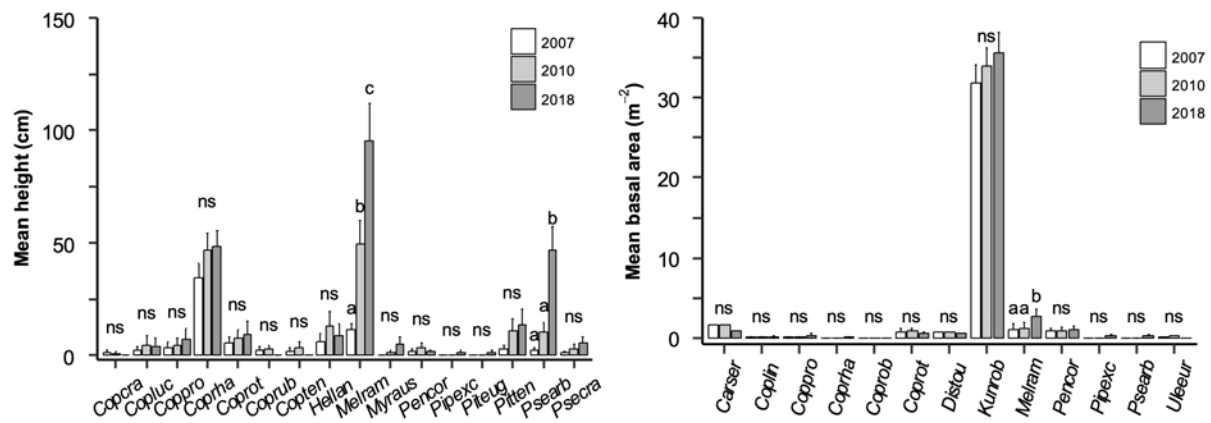 Mean height (cm)
150
100
50
0
2007
2010
2018
ns
ns
ns
ns
ns
ns
ns
ns
a
b
c
ns
ns
ns
ns
ns
a
a
b
ns
Copcra
Copluc
Coppro
Coprha
Coprot
Coprub
Copten
Hellan
Melram
Myraus
Pencor
Pipexc
Piteug
Pitten
Psearb
Psecra
Mean basal area (m⁻²)
40
30
20
10
0
2007
2010
2018
ns
ns
ns
ns
ns
ns
ns
ns
aa
b
ns
ns
ns
ns
Carser
Coplin
Coppro
Coprha
Coprob
Coprot
Distou
Kunrob
Melram
Pencor
Pipexc
Psearb
Uleeur